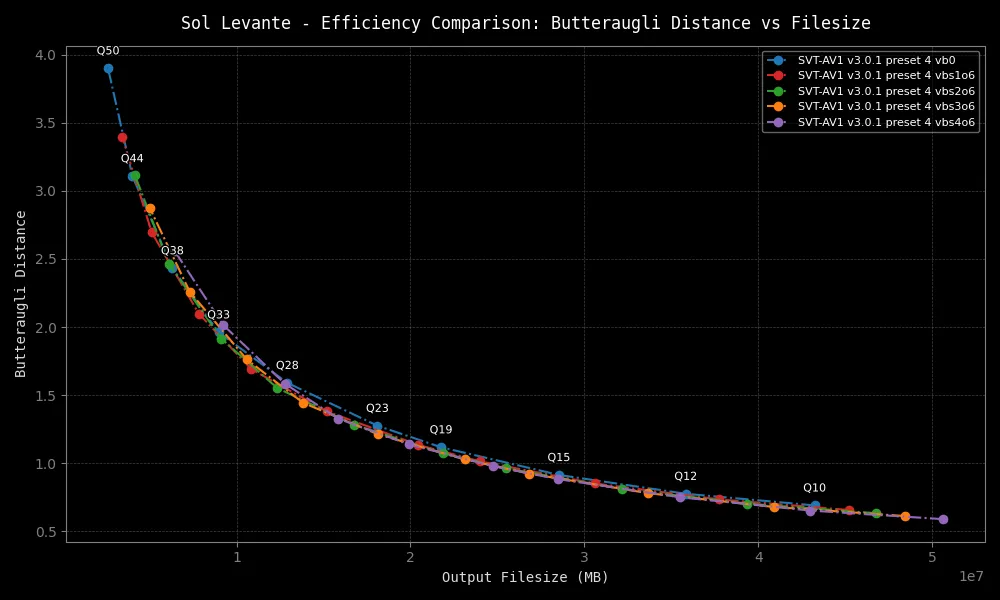 Sol Levante - Efficiency Comparison: Butteraugli Distance vs Filesize
SVT-AV1 v3.0.1 preset 4 vb0
SVT-AV1 v3.0.1 preset 4 vbs1o6
SVT-AV1 v3.0.1 preset 4 vbs2o6
SVT-AV1 v3.0.1 preset 4 vbs3o6
SVT-AV1 v3.0.1 preset 4 vbs4o6
Butteraugli Distance
4.0
3.5
3.0
2.5
2.0
1.5
1.0
0.5
Q50
Q44
Q38
Q33
Q28
Q23
Q19
Q15
Q12
Q10
1
2
3
4
5
1e7
Output Filesize (MB)